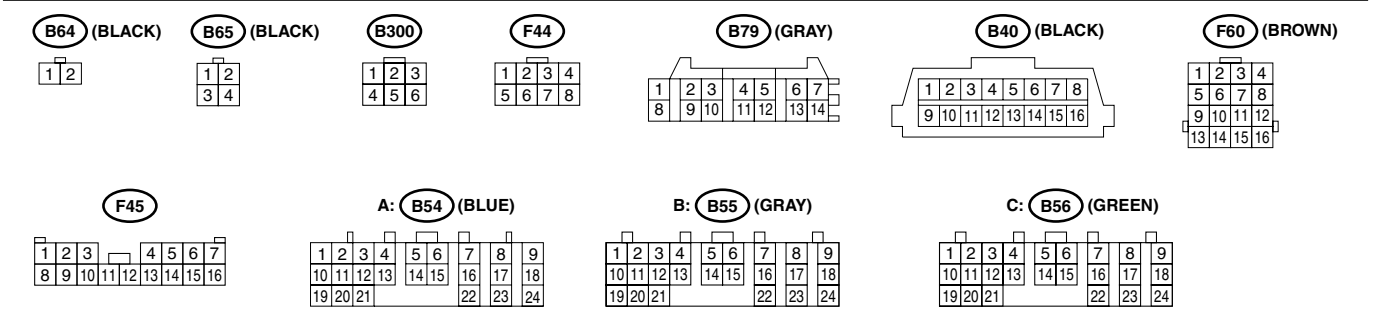 B64 (BLACK) B65 (BLACK) B300 F44 B79 (GRAY) B40 (BLACK) F60 (BROWN)
1 2
1 2
3 4
1 2 3
4 5 6
1 2 3 4
5 6 7 8
1 2 3 4 5 6 7
8 9 10 11 12 13 14
1 2 3 4 5 6 7 8
9 10 11 12 13 14 15 16
1 2 3 4
5 6 7 8
9 10 11 12
13 14 15 16
F45 A: B54 (BLUE) B: B55 (GRAY) C: B56 (GREEN)
1 2 3 4 5 6 7
8 9 10 11 12 13 14 15 16
1 2 3 4 5 6 7 8 9
10 11 12 13 14 15 16 17 18
19 20 21 22 23 24
1 2 3 4 5 6 7 8 9
10 11 12 13 14 15 16 17 18
19 20 21 22 23 24
1 2 3 4 5 6 7 8 9
10 11 12 13 14 15 16 17 18
19 20 21 22 23 24